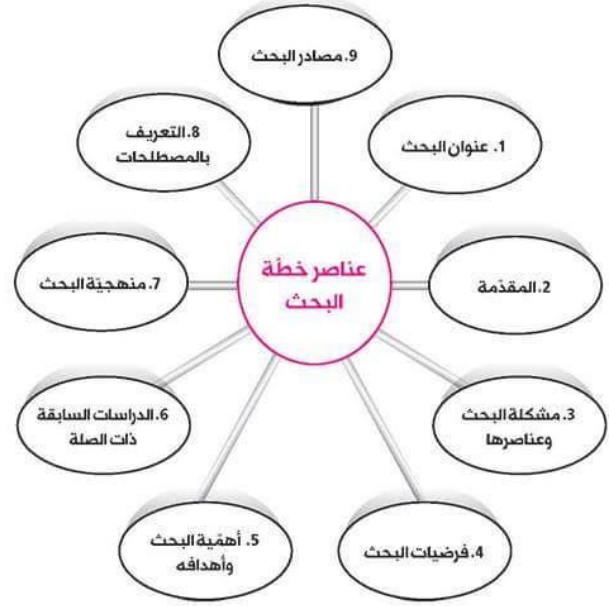 عناصر خطّة
البحث
1. عنوان البحث
2. المقدّمة
3. مشكلة البحث
وعناصرها
4. فرضيات البحث
5. أهمّية البحث
وأهدافه
6. الدراسات السابقة
ذات الصلة
7. منهجيّة البحث
8. التعريف
بالمصطلحات
9. مصادر البحث